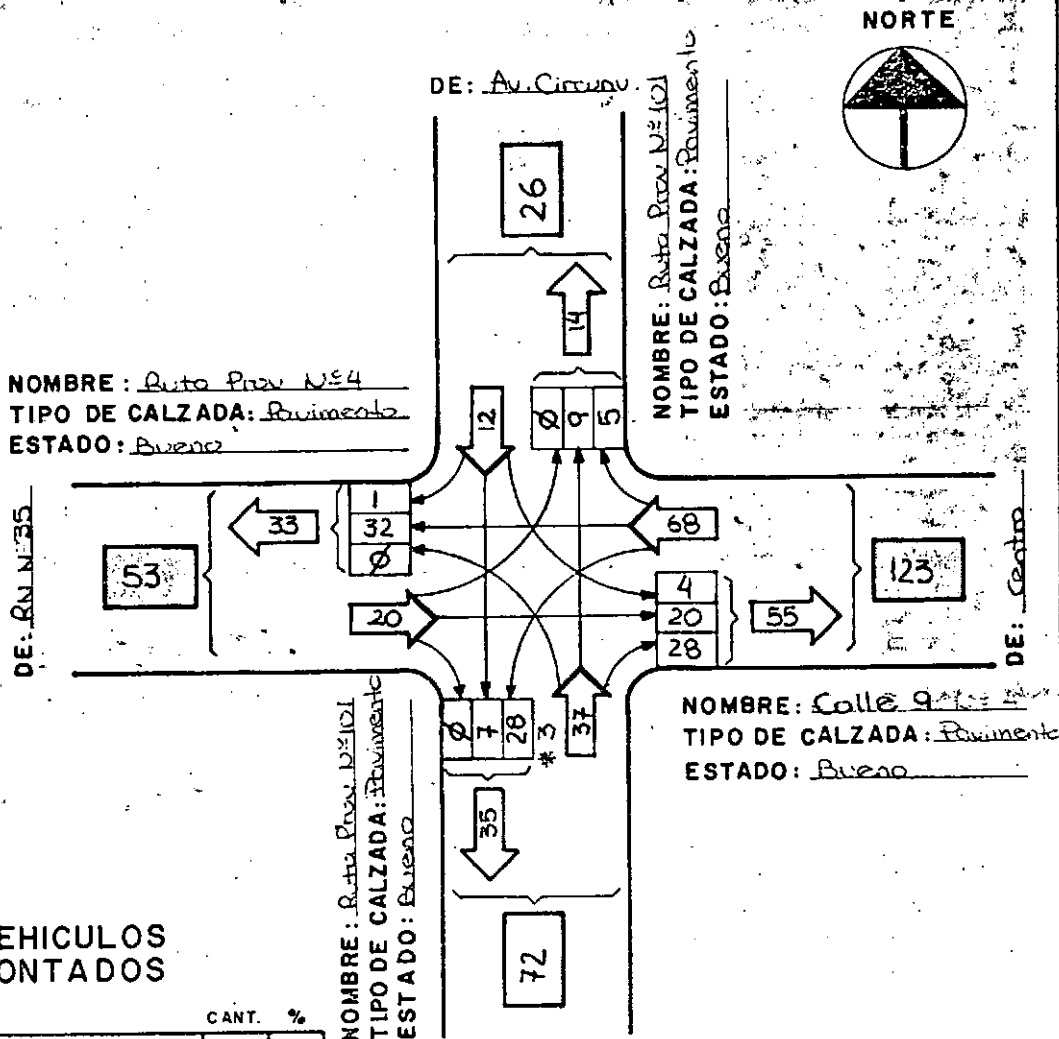 NORTE
DE: Av. Circunv.
26
14
NOMBRE: Ruta Prov Nº101
TIPO DE CALZADA: Pavimento
ESTADO: Bueno
NOMBRE: Ruta Prov Nº4
TIPO DE CALZADA: Pavimento
ESTADO: Bueno
12
Ø 9 5
DE: RN Nº35
53
33
1
32
Ø
68
20
4
20
28
55
123
DE: Centro
Ø 7 28
* 3
37
35
72
NOMBRE: Calle 9
TIPO DE CALZADA: Pavimento
ESTADO: Bueno
NOMBRE: Ruta Prov Nº101
TIPO DE CALZADA: Pavimento
ESTADO: Bueno
EHICULOS
ONTADOS
CANT. %